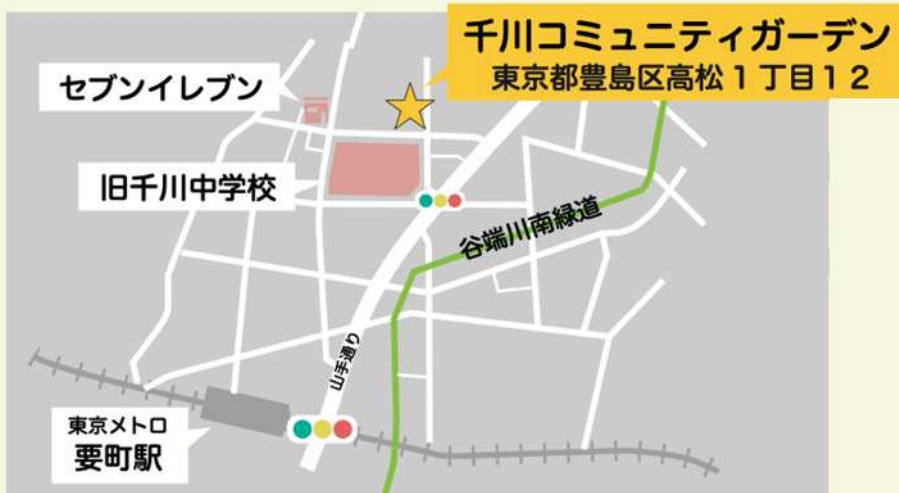 千川コミュニティガーデン
東京都豊島区高松1丁目12
セブンイレブン
旧千川中学校
谷端川南緑道
山手通り
東京メトロ
要町駅